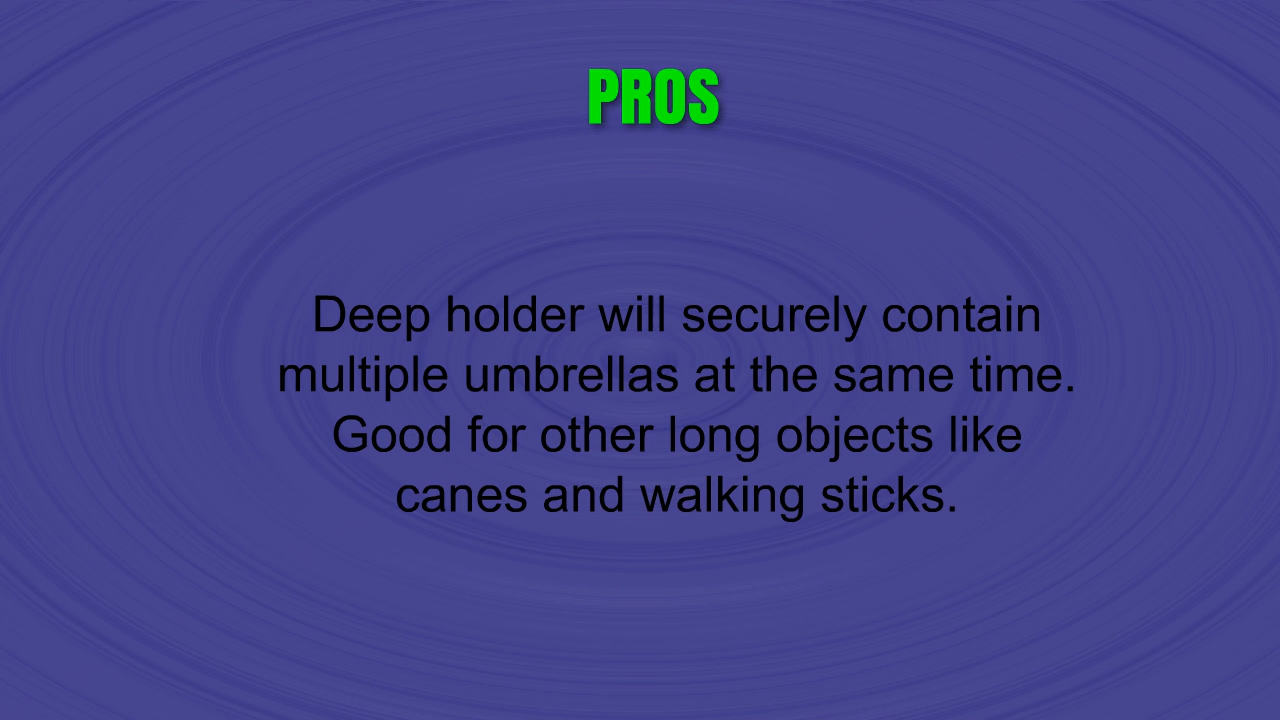 PROS
Deep holder will securely contain
multiple umbrellas at the same time.
Good for other long objects like
canes and walking sticks.